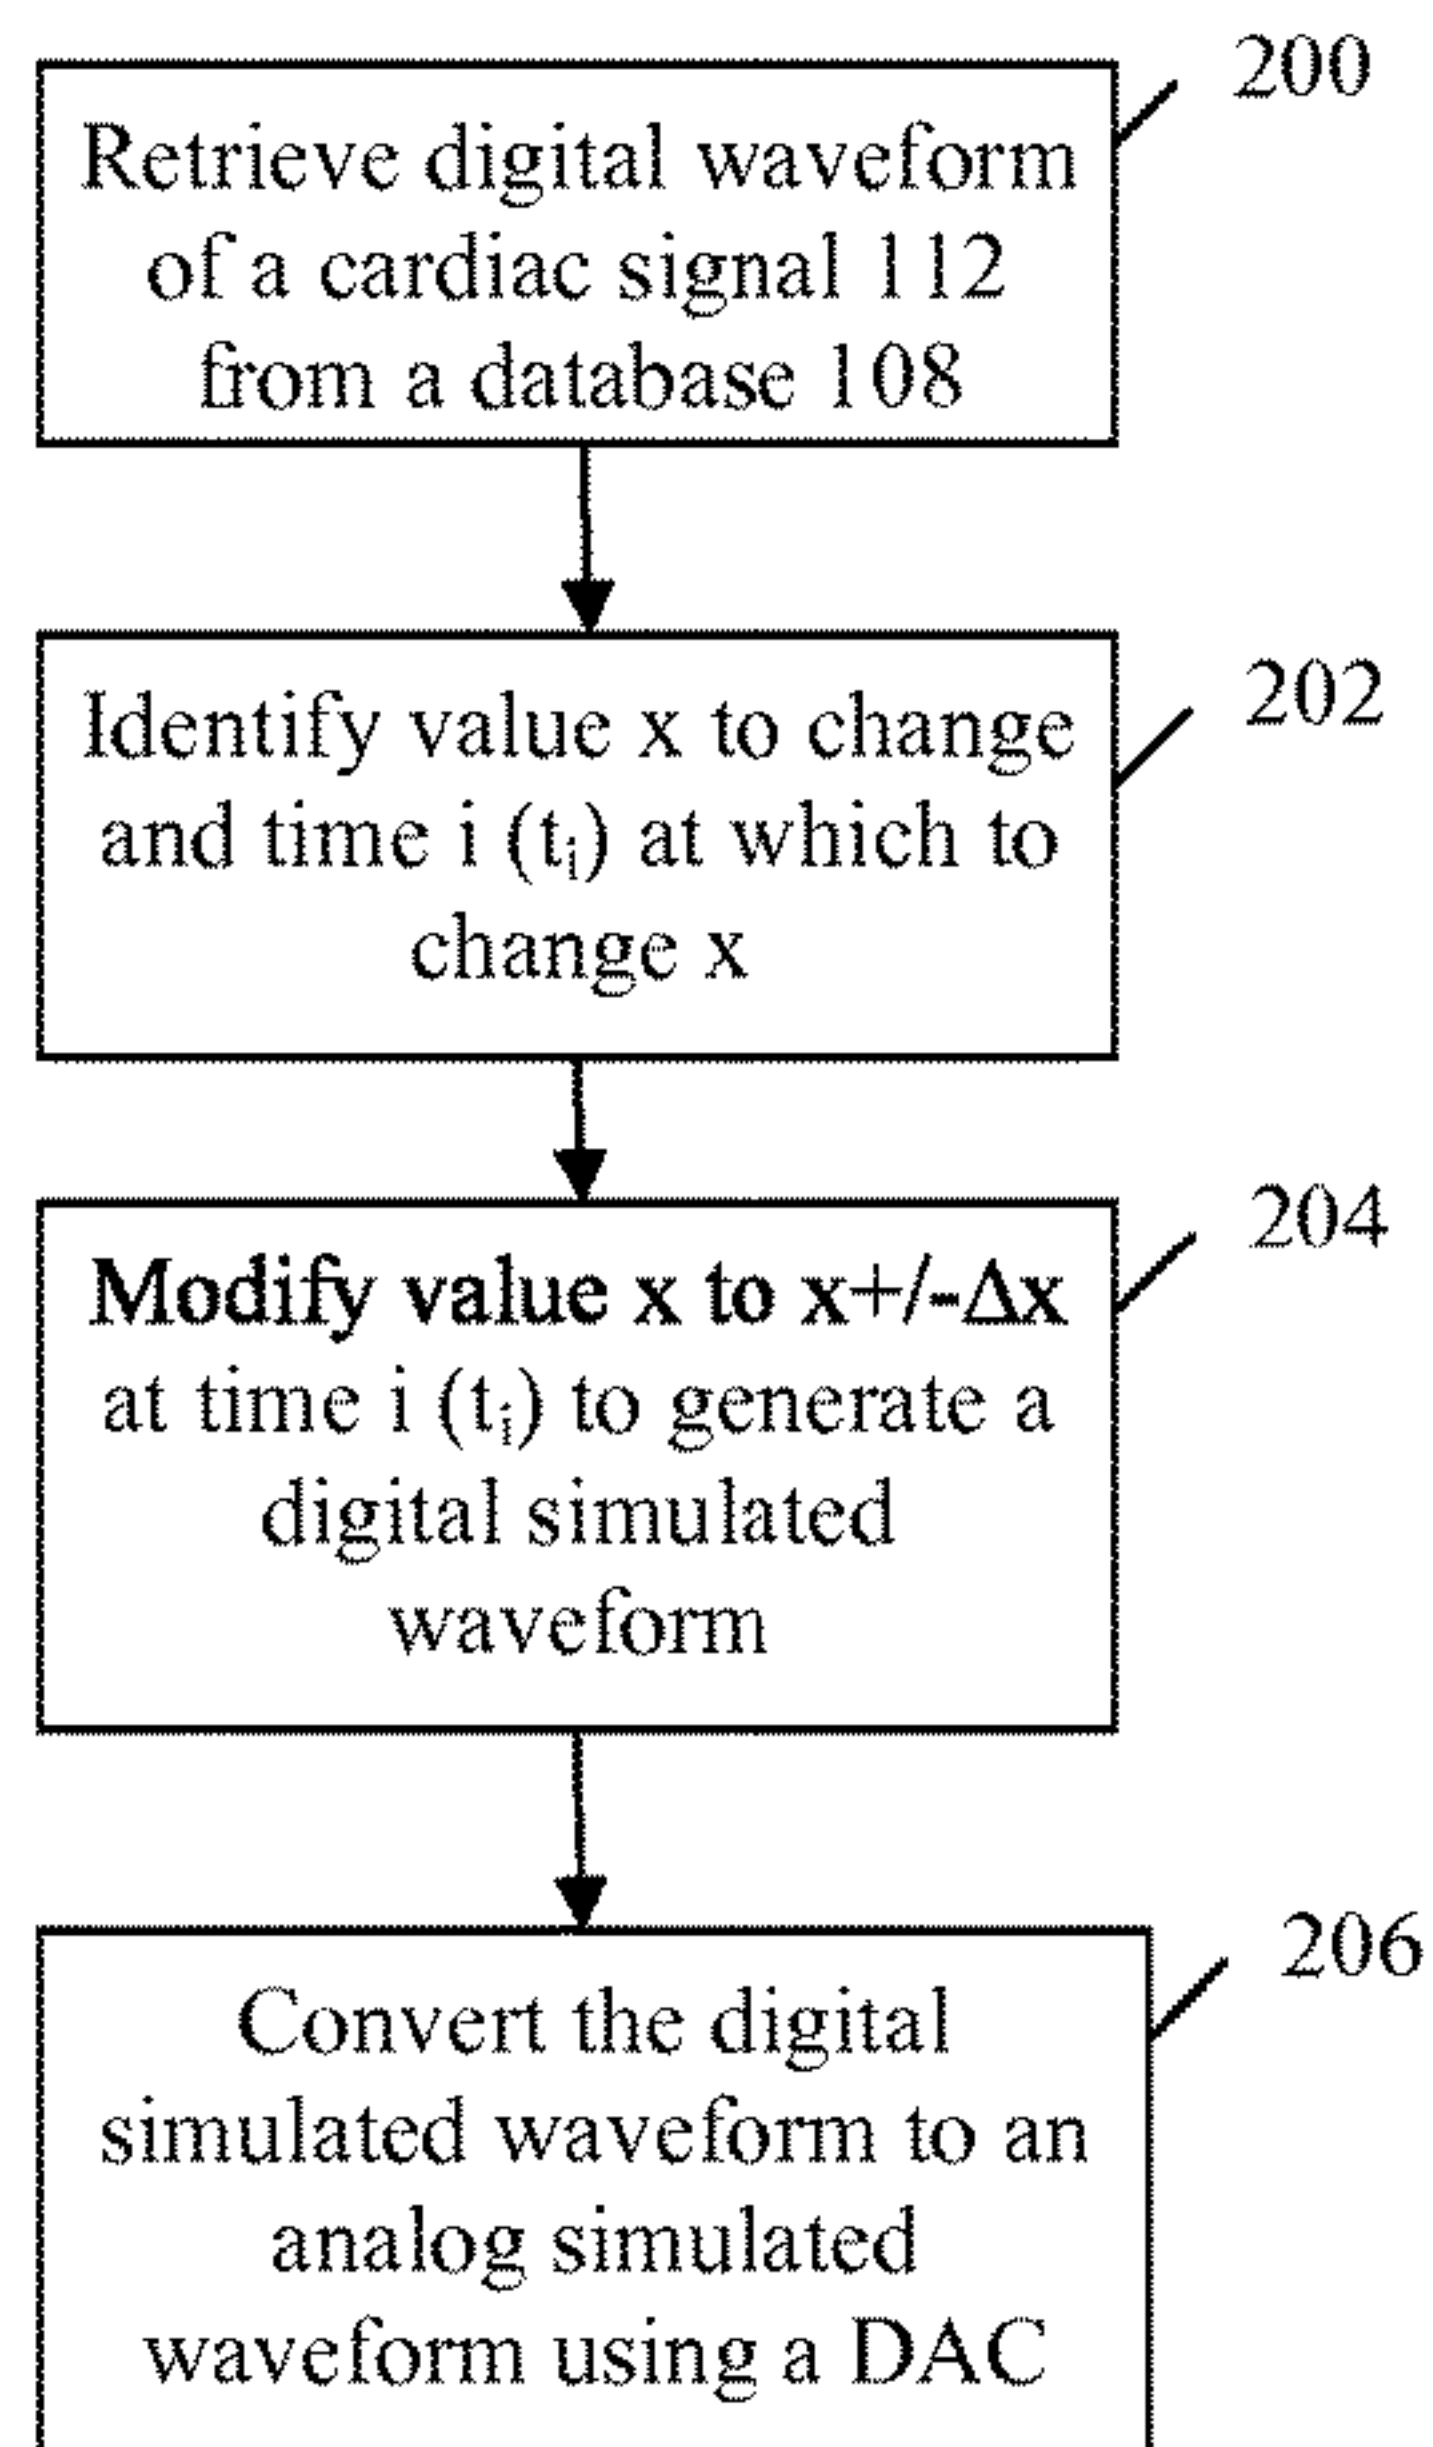 200
Retrieve digital waveform
of a cardiac signal 112
from a database 108
202
Identify value x to change
and time i (tᵢ) at which to
change x
204
Modify value x to x+/-Δx
at time i (tᵢ) to generate a
digital simulated
waveform
206
Convert the digital
simulated waveform to an
analog simulated
waveform using a DAC